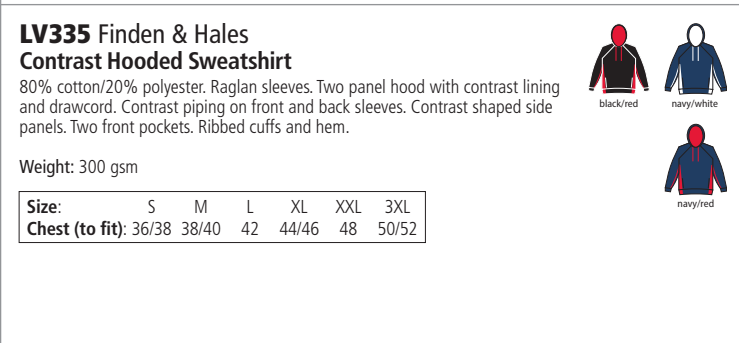 LV335 Finden & Hales
Contrast Hooded Sweatshirt
80% cotton/20% polyester. Raglan sleeves. Two panel hood with contrast lining
and drawcord. Contrast piping on front and back sleeves. Contrast shaped side
panels. Two front pockets. Ribbed cuffs and hem.
Weight: 300 gsm
Size: S M L XL XXL 3XL
Chest (to fit): 36/38 38/40 42 44/46 48 50/52
black/red navy/white
navy/red